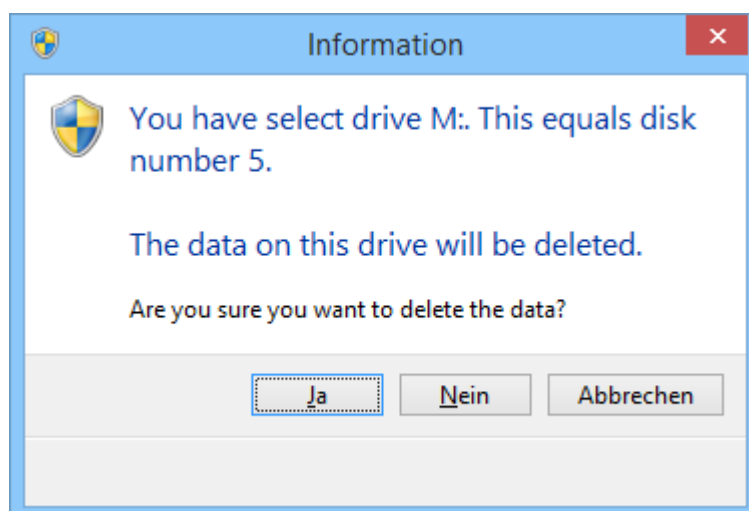 Information
You have select drive M:. This equals disk
number 5.
The data on this drive will be deleted.
Are you sure you want to delete the data?
Ja
Nein
Abbrechen